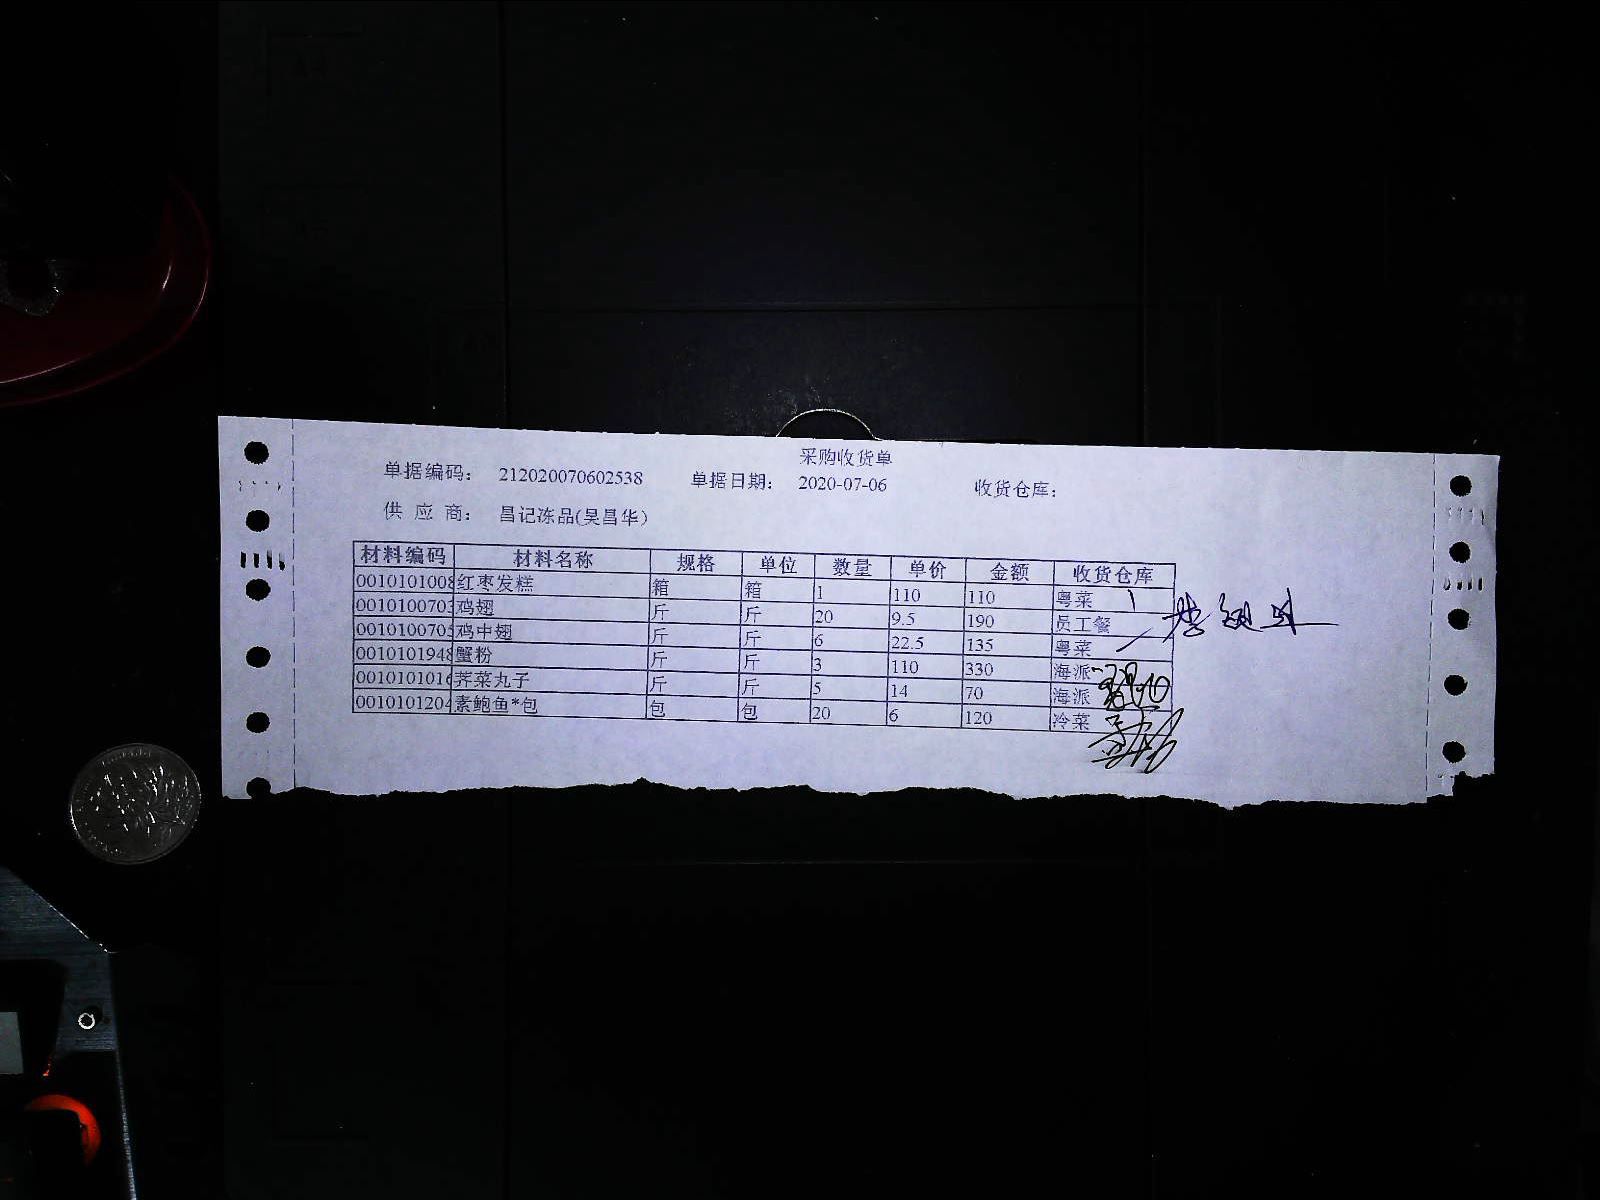 采购收货单
单据编码: 212020070602538 单据日期: 2020-07-06 收货仓库:
供 应 商: 昌记冻品(吴昌华)
材料编码 材料名称 规格 单位 数量 单价 金额 收货仓库
0010101008 红枣发糕 箱 箱 1 110 110 粤菜
001010070 鸡翅 斤 斤 20 9.5 190 员工餐
001010070 鸡中翅 斤 斤 6 22.5 135 粤菜
001010194 蟹粉 斤 斤 3 110 330 海派
001010101 荠菜丸子 斤 斤 5 14 70 海派
001010120 素鲍鱼*包 包 包 20 6 120 冷菜